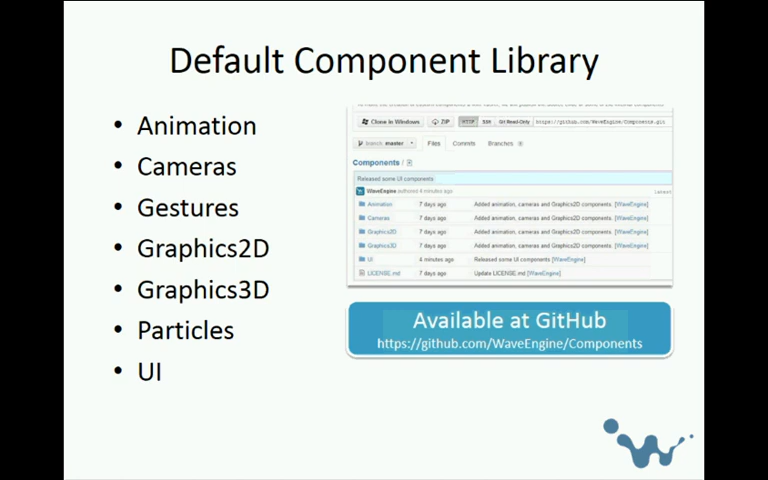 Default Component Library
• Animation
• Cameras
• Gestures
• Graphics2D
• Graphics3D
• Particles
• UI
Clone in Windows ZIP HTTP SSH Git Read-Only https://github.com/WaveEngine/Components.git
branch: master Files Commits Branches
Components /
Released some UI components
WaveEngine authored 4 minutes ago
Animation 7 days ago Added animation, cameras and Graphics2D components. [WaveEngine]
Cameras 7 days ago Added animation, cameras and Graphics2D components. [WaveEngine]
Graphics2D 7 days ago Added animation, cameras and Graphics2D components. [WaveEngine]
Graphics3D 7 days ago Added animation, cameras and Graphics2D components. [WaveEngine]
UI 4 minutes ago Released some UI components [WaveEngine]
LICENSE.md 7 days ago Update LICENSE.md [WaveEngine]
Available at GitHub
https://github.com/WaveEngine/Components